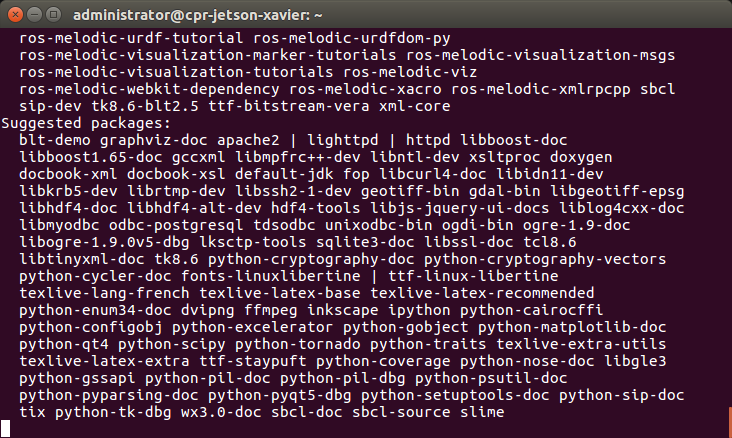 administrator@cpr-jetson-xavier: ~
ros-melodic-urdf-tutorial ros-melodic-urdfdom-py
ros-melodic-visualization-marker-tutorials ros-melodic-visualization-msgs
ros-melodic-visualization-tutorials ros-melodic-viz
ros-melodic-webkit-dependency ros-melodic-xacro ros-melodic-xmlrpcpp sbcl
sip-dev tk8.6-blt2.5 ttf-bitstream-vera xml-core
Suggested packages:
blt-demo graphviz-doc apache2 | lighttpd | httpd libboost-doc
libboost1.65-doc gccxml libmpfrc++-dev libntl-dev xsltproc doxygen
docbook-xml docbook-xsl default-jdk fop libcurl4-doc libidn11-dev
libkrb5-dev librtmp-dev libssh2-1-dev geotiff-bin gdal-bin libgeotiff-epsg
libhdf4-doc libhdf4-alt-dev hdf4-tools libjs-jquery-ui-docs liblog4cxx-doc
libmyodbc odbc-postgresql tdsodbc unixodbc-bin ogdi-bin ogre-1.9-doc
libogre-1.9.0v5-dbg lksctp-tools sqlite3-doc libssl-doc tcl8.6
libtinyxml-doc tk8.6 python-cryptography-doc python-cryptography-vectors
python-cycler-doc fonts-linuxlibertine | ttf-linux-libertine
texlive-lang-french texlive-latex-base texlive-latex-recommended
python-enum34-doc dvipng ffmpeg inkscape ipython python-cairocffi
python-configobj python-excelerator python-gobject python-matplotlib-doc
python-qt4 python-scipy python-tornado python-traits texlive-extra-utils
texlive-latex-extra ttf-staypuft python-coverage python-nose-doc libgle3
python-gssapi python-pil-doc python-pil-dbg python-psutil-doc
python-pyparsing-doc python-pyqt5-dbg python-setuptools-doc python-sip-doc
tix python-tk-dbg wx3.0-doc sbcl-doc sbcl-source slime